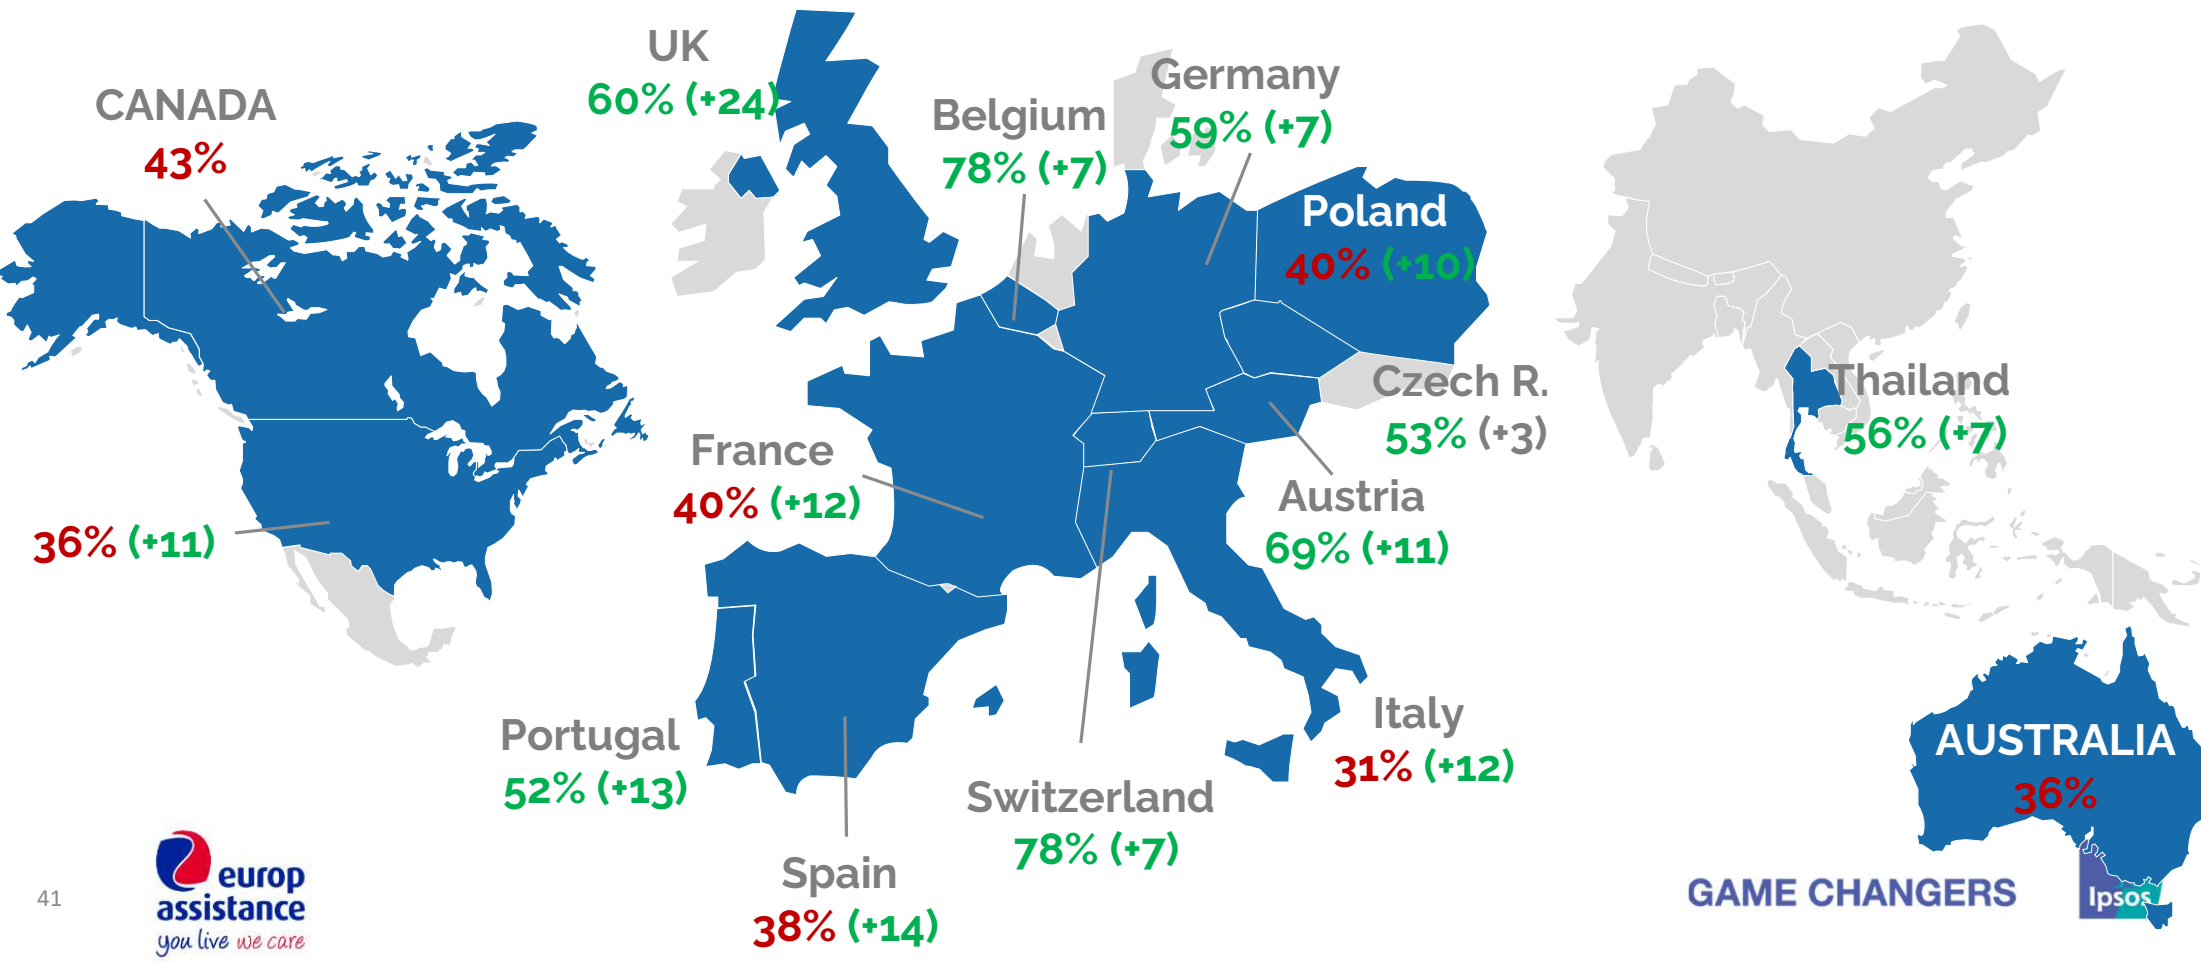 UK
60% (+24)
CANADA
43%
Belgium
78% (+7)
Germany
59% (+7)
Poland
40% (+10)
Czech R.
53% (+3)
Thailand
56% (+7)
France
40% (+12)
Austria
69% (+11)
36% (+11)
Portugal
52% (+13)
Italy
31% (+12)
AUSTRALIA
36%
Switzerland
78% (+7)
Spain
38% (+14)
41
europ
assistance
you live we care
GAME CHANGERS
Ipsos